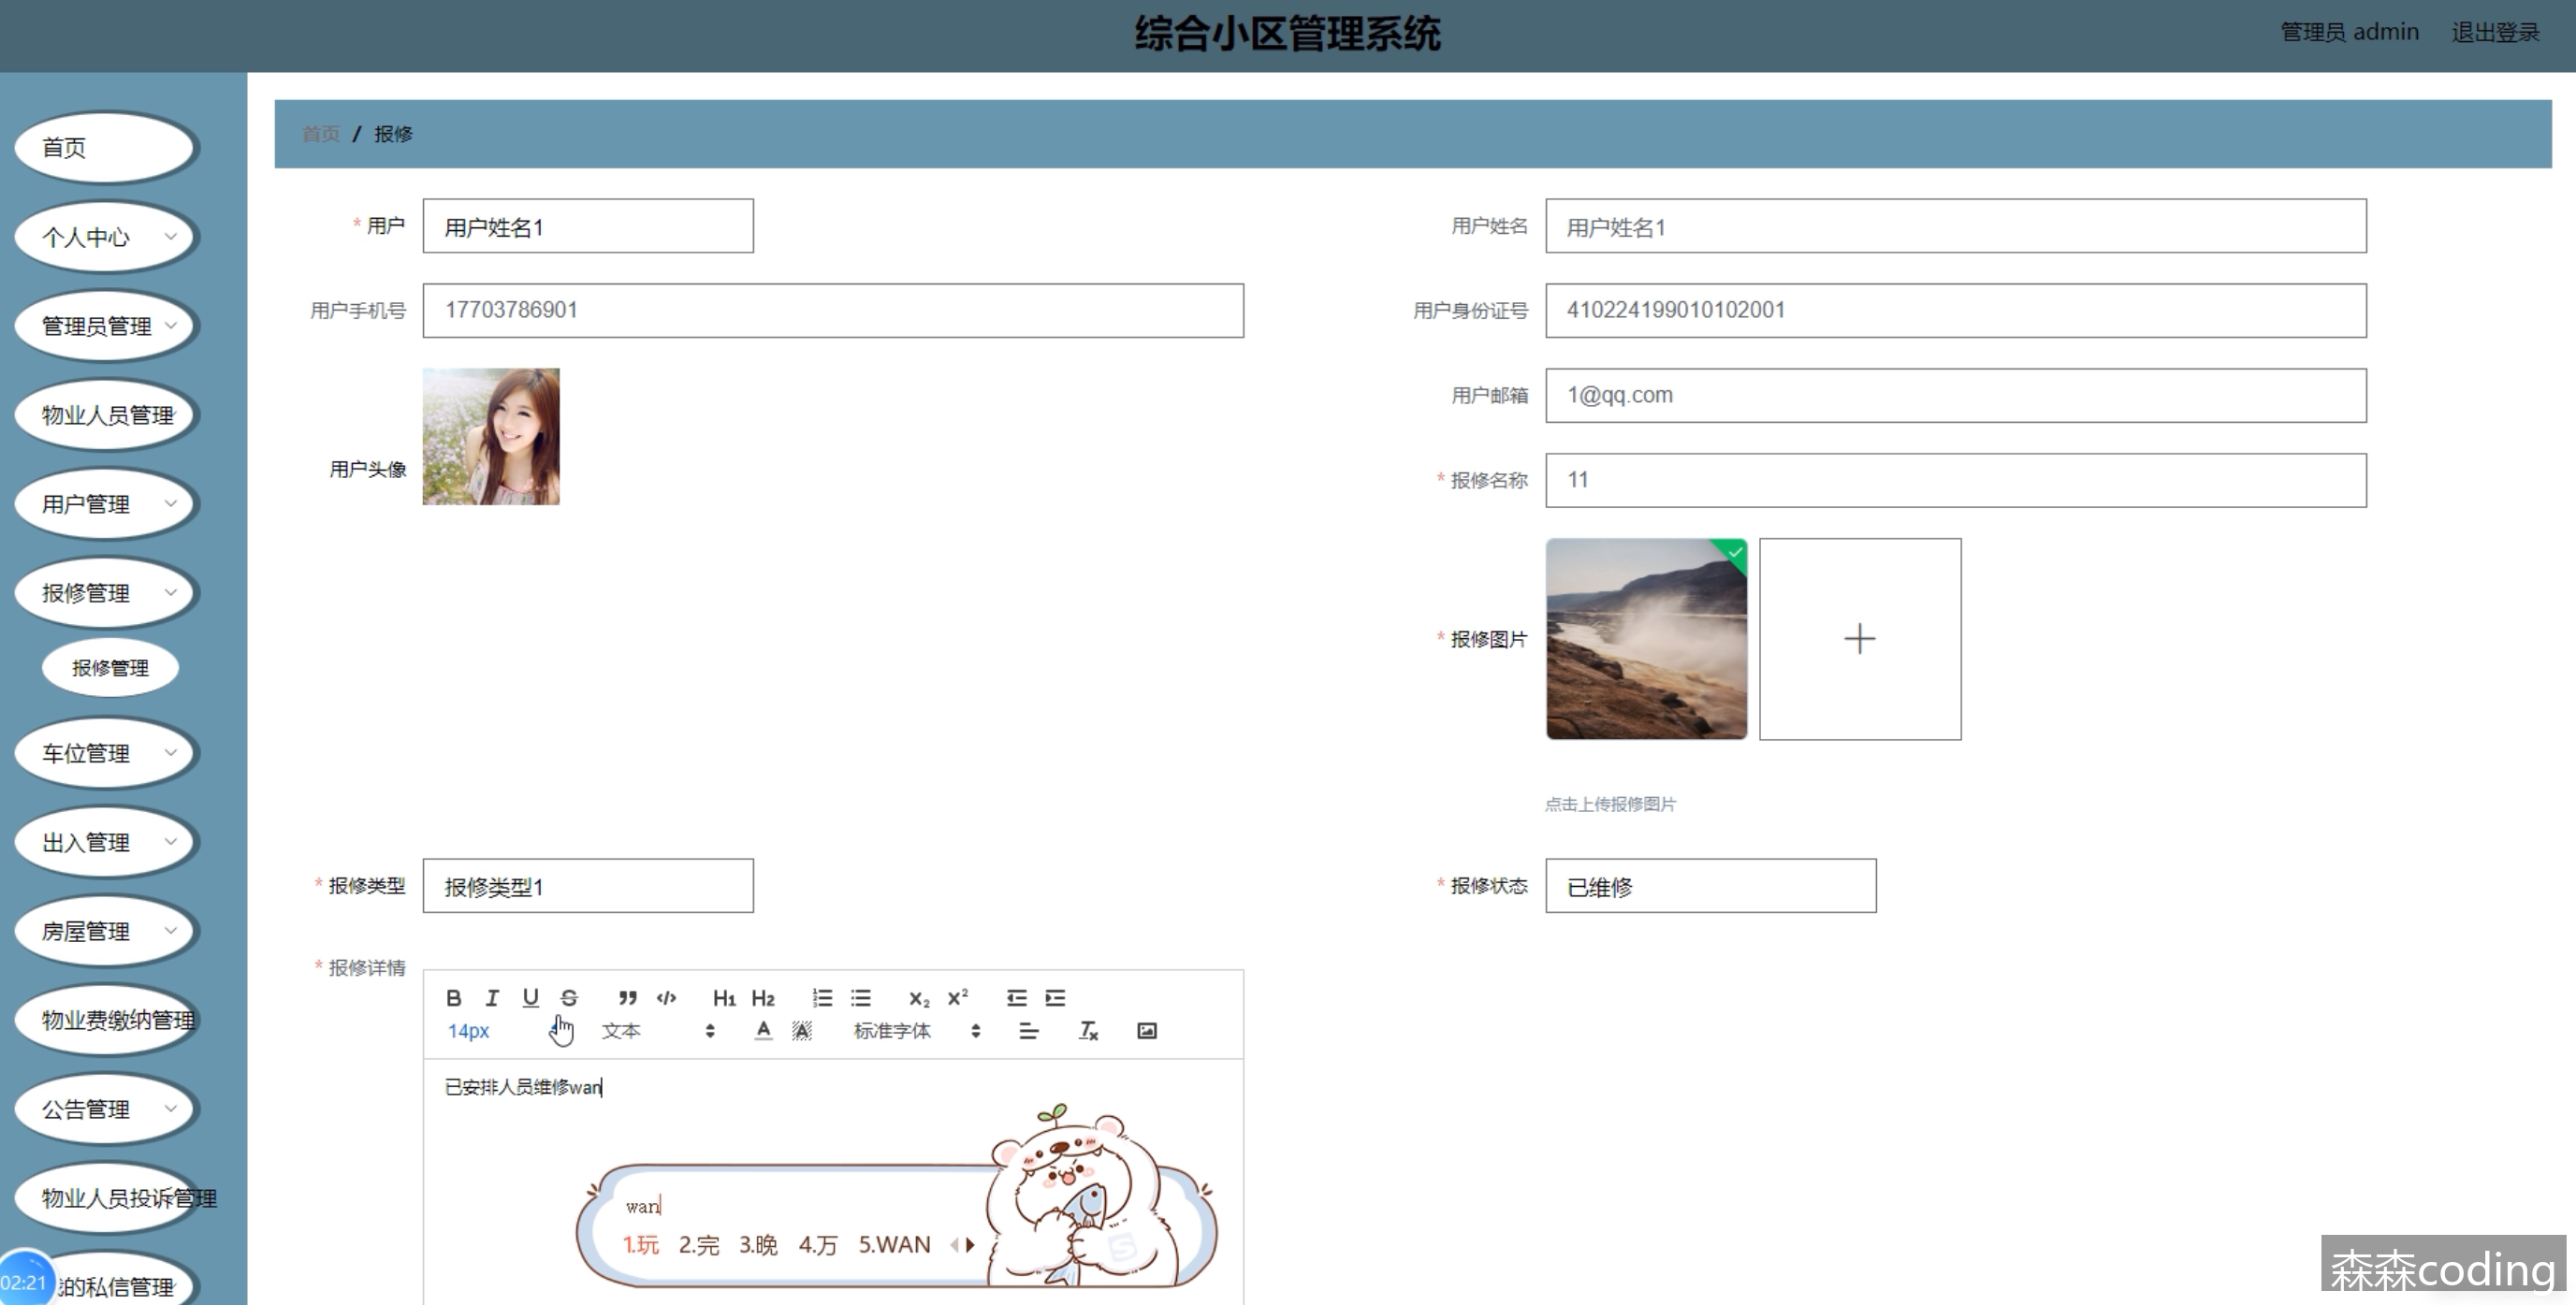 综合小区管理系统
管理员 admin 退出登录
首页
个人中心
管理员管理
物业人员管理
用户管理
报修管理
报修管理
车位管理
出入管理
房屋管理
物业费缴纳管理
公告管理
物业人员投诉管理
的私信管理
02:21
首页 / 报修
* 用户 用户姓名1
用户姓名 用户姓名1
用户手机号 17703786901
用户身份证号 410224199010102001
用户头像
用户邮箱 1@qq.com
* 报修名称 11
* 报修图片
点击上传报修图片
* 报修类型 报修类型1
* 报修状态 已维修
* 报修详情
B I U S H1 H2 x2 x2
14px 文本 A A 标准字体
已安排人员维修wan
wan
1.玩 2.完 3.晚 4.万 5.WAN
森森coding